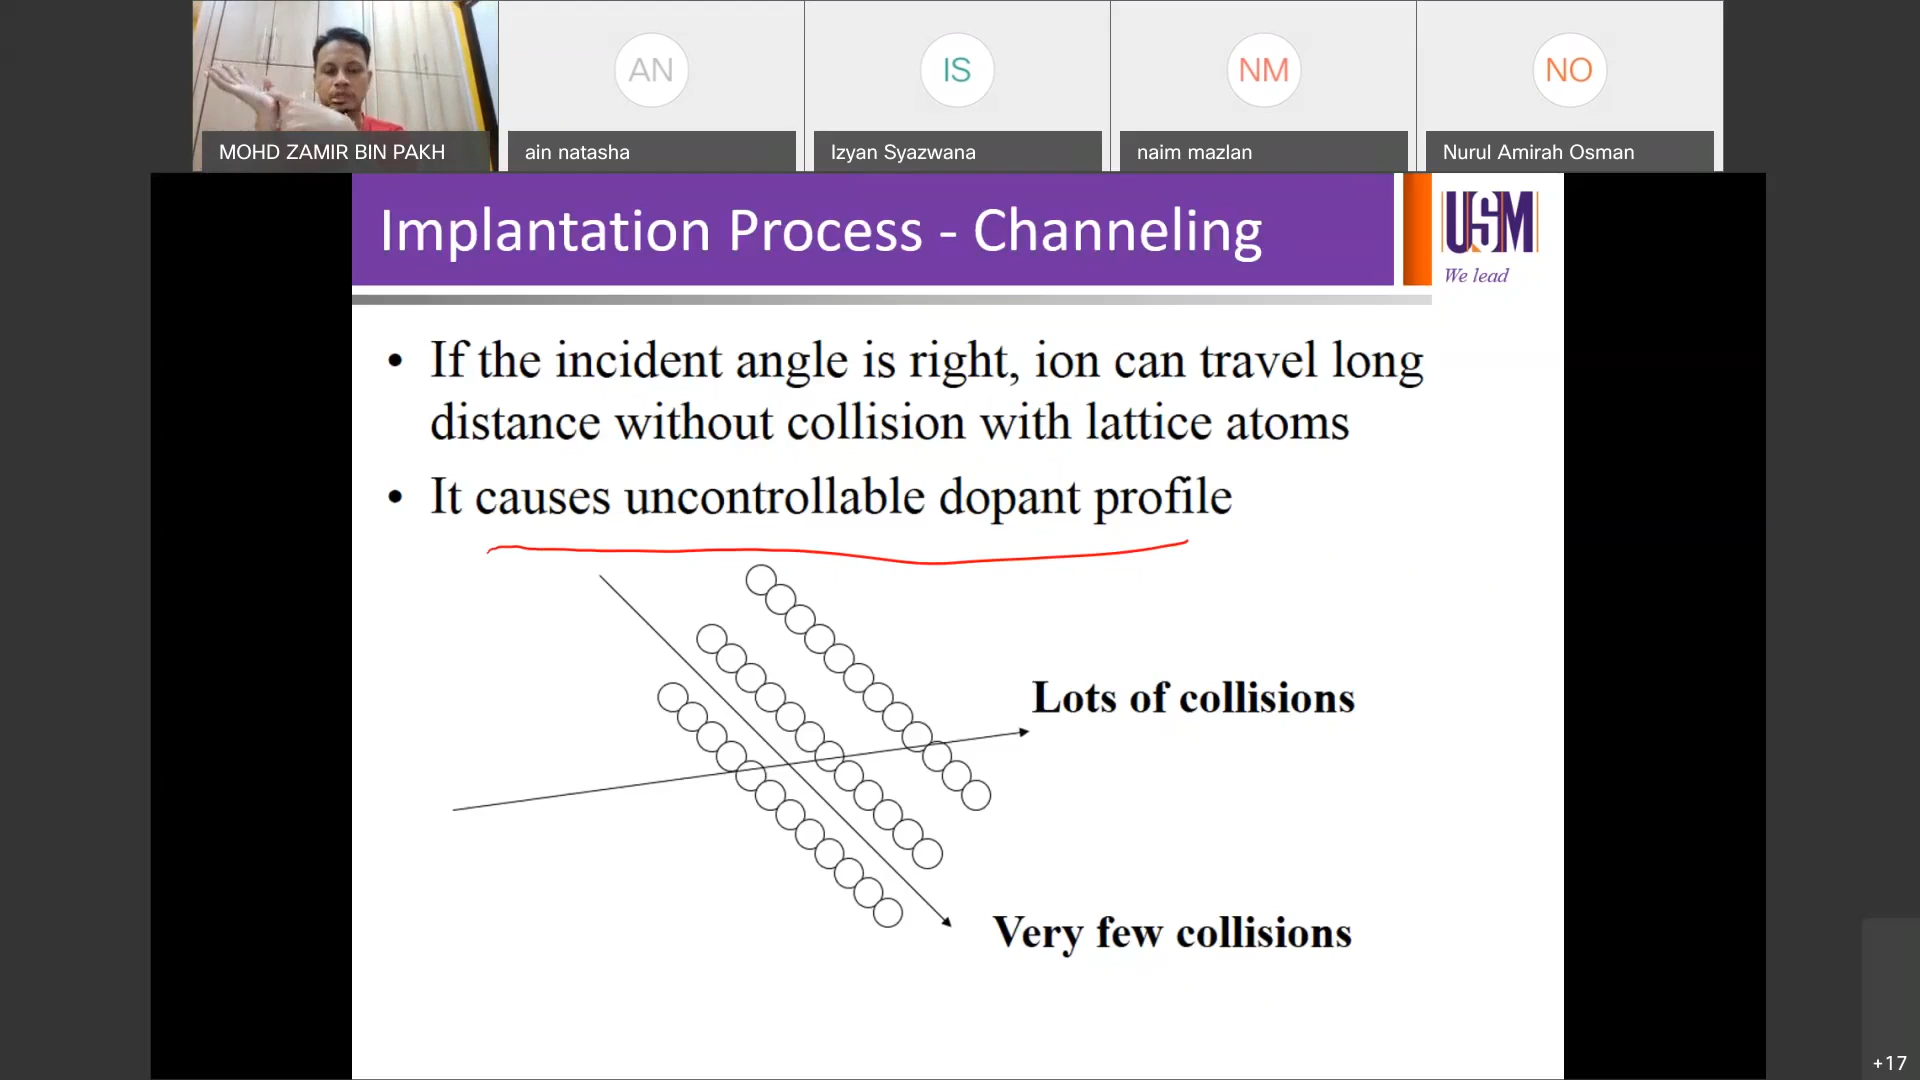 AN
IS
NM
NO
MOHD ZAMIR BIN PAKH
ain natasha
Izyan Syazwana
naim mazlan
Nurul Amirah Osman
Implantation Process - Channeling
USM
We lead
• If the incident angle is right, ion can travel long
distance without collision with lattice atoms
• It causes uncontrollable dopant profile
Lots of collisions
Very few collisions
+17